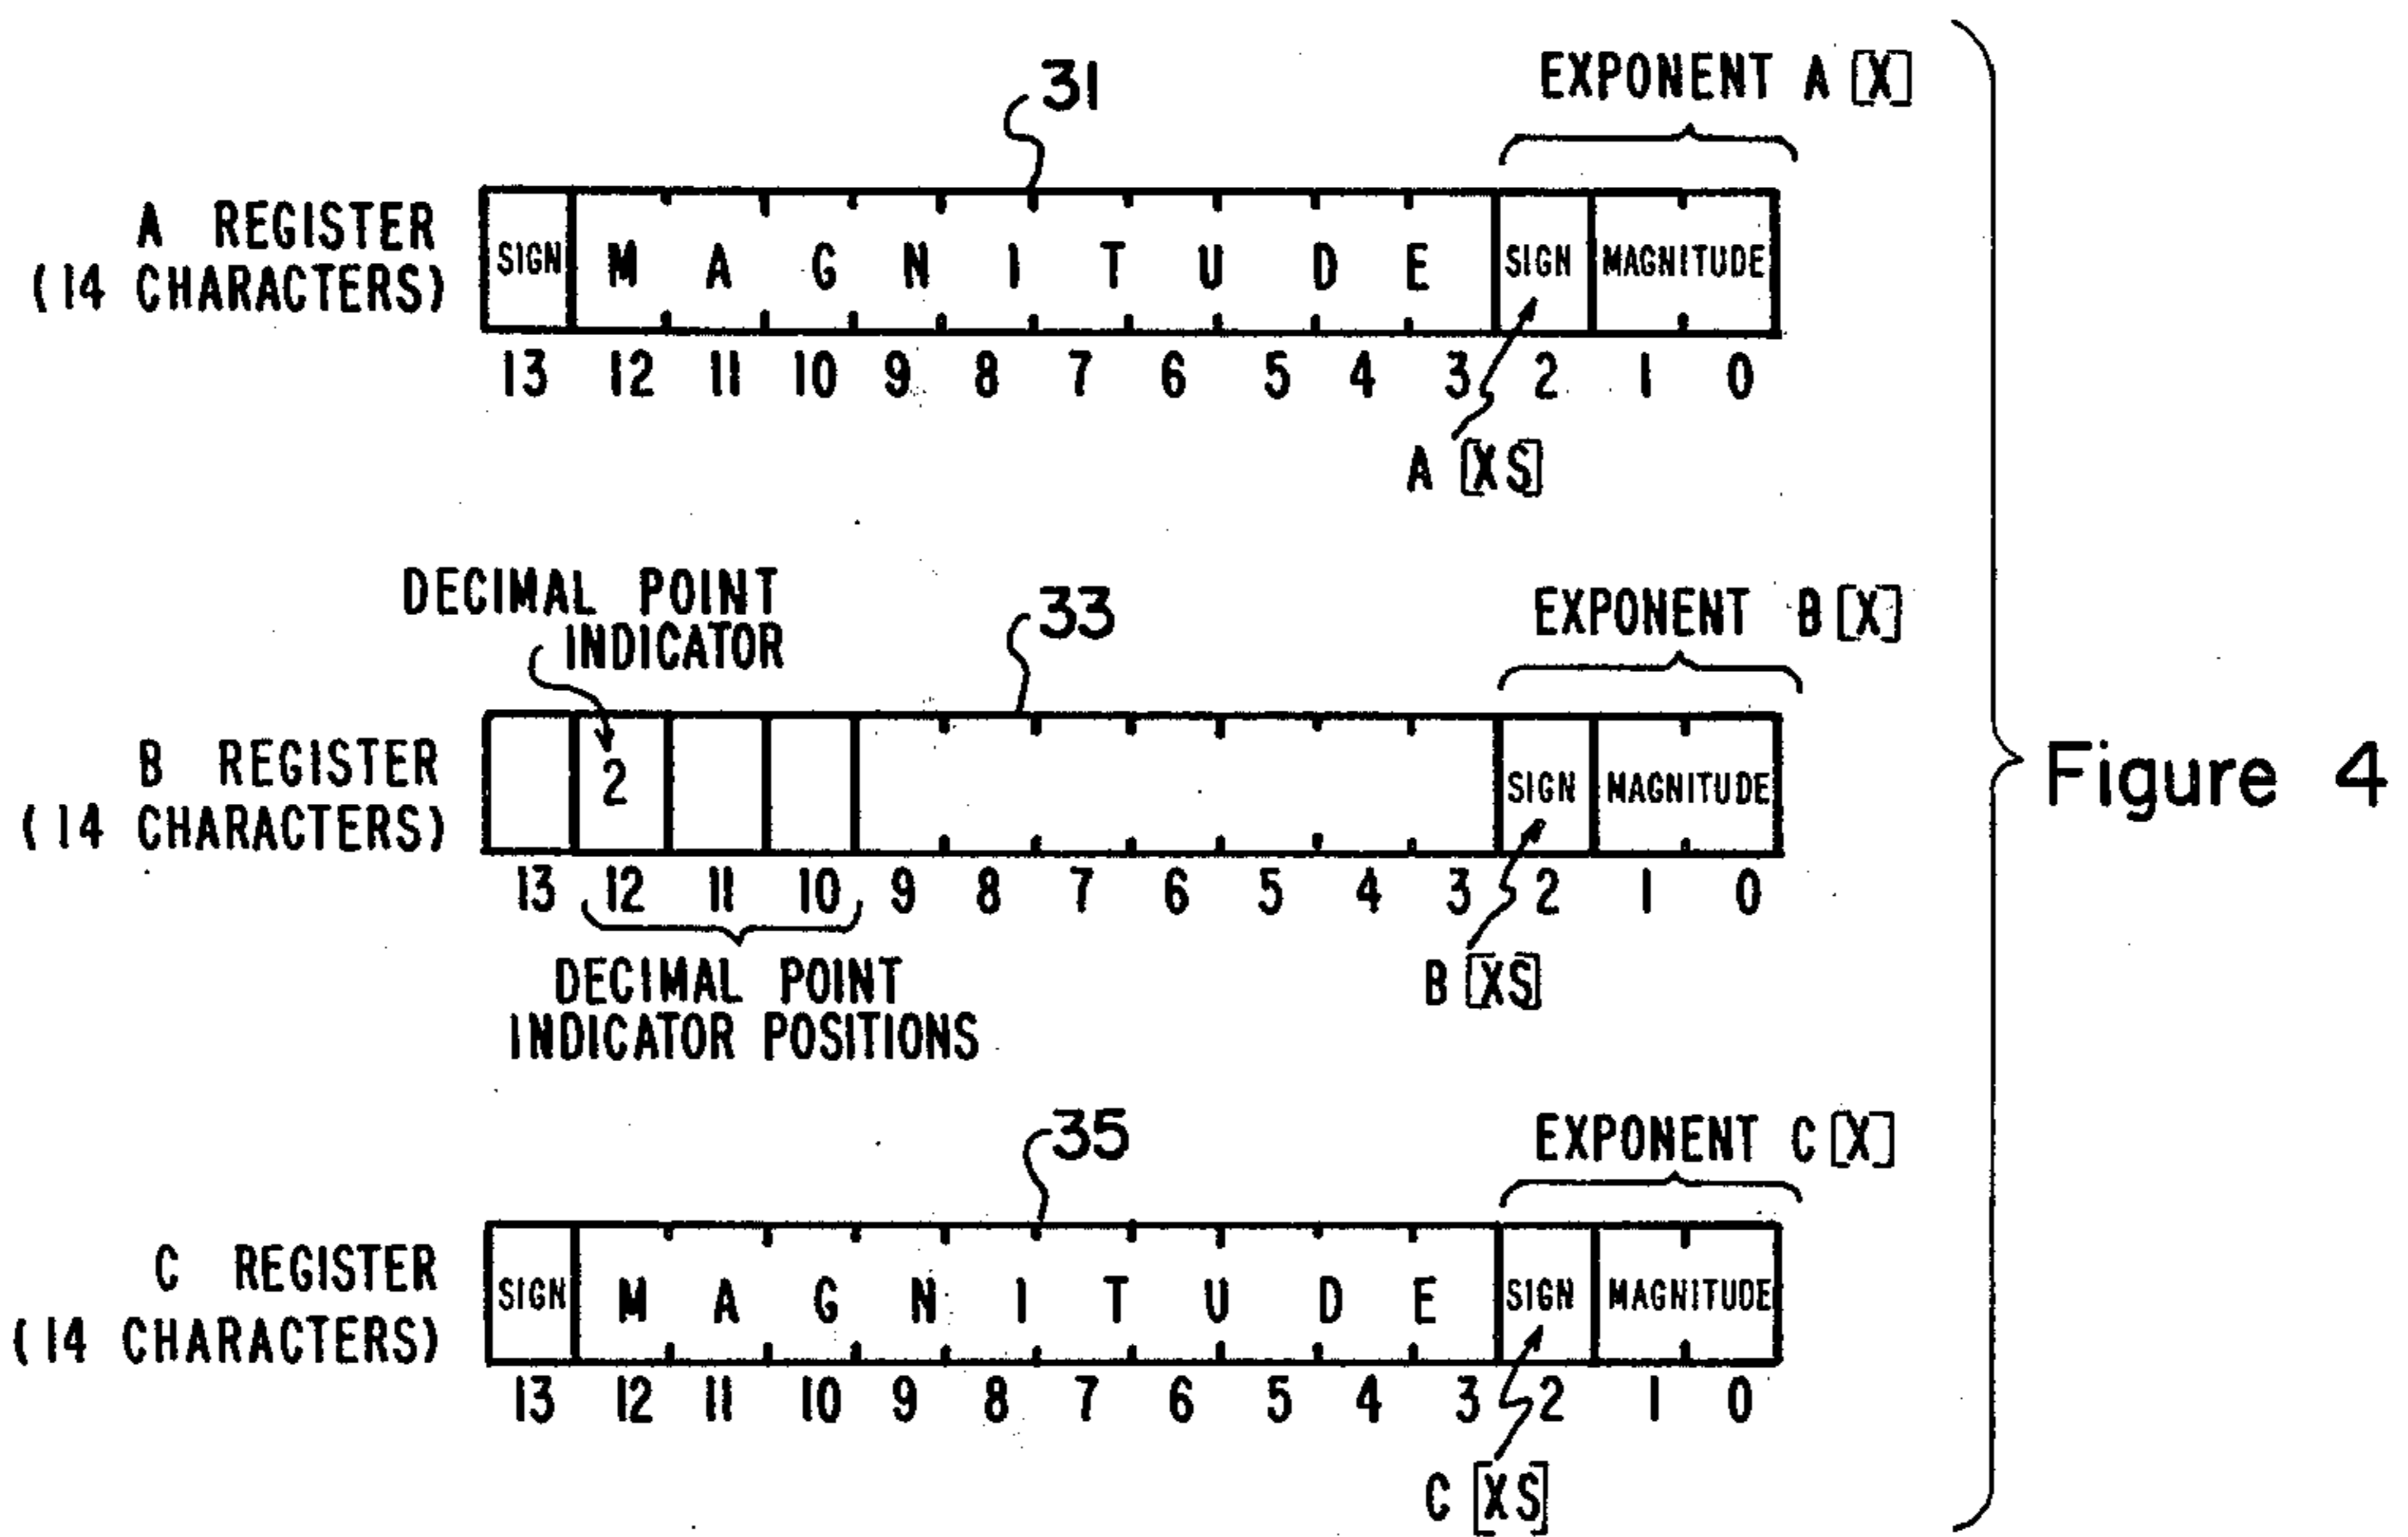 31
EXPONENT A [X]
A REGISTER
(14 CHARACTERS)
SIGN M A G N I T U D E SIGN MAGNITUDE
13 12 11 10 9 8 7 6 5 4 3 2 1 0
A [XS]
DECIMAL POINT
INDICATOR
33
EXPONENT B [X]
B REGISTER
(14 CHARACTERS)
2 SIGN MAGNITUDE
13 12 11 10 9 8 7 6 5 4 3 2 1 0
DECIMAL POINT
INDICATOR POSITIONS
B [XS]
Figure 4
35
EXPONENT C [X]
C REGISTER
(14 CHARACTERS)
SIGN M A G N I T U D E SIGN MAGNITUDE
13 12 11 10 9 8 7 6 5 4 3 2 1 0
C [XS]